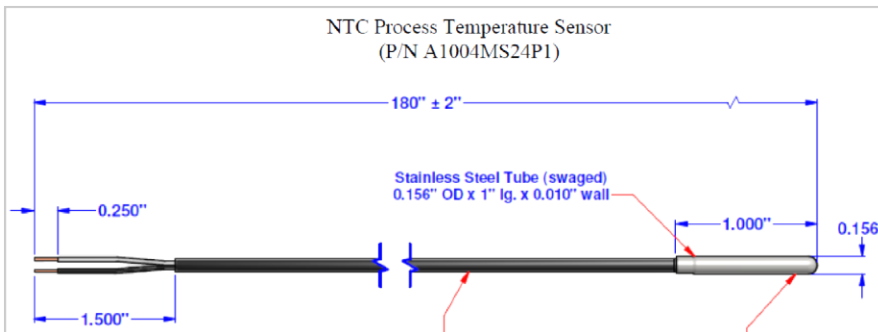 NTC Process Temperature Sensor
(P/N A1004MS24P1)
180" ± 2"
Stainless Steel Tube (swaged)
0.156" OD x 1" lg. x 0.010" wall
0.250"
1.000"
0.156
1.500"